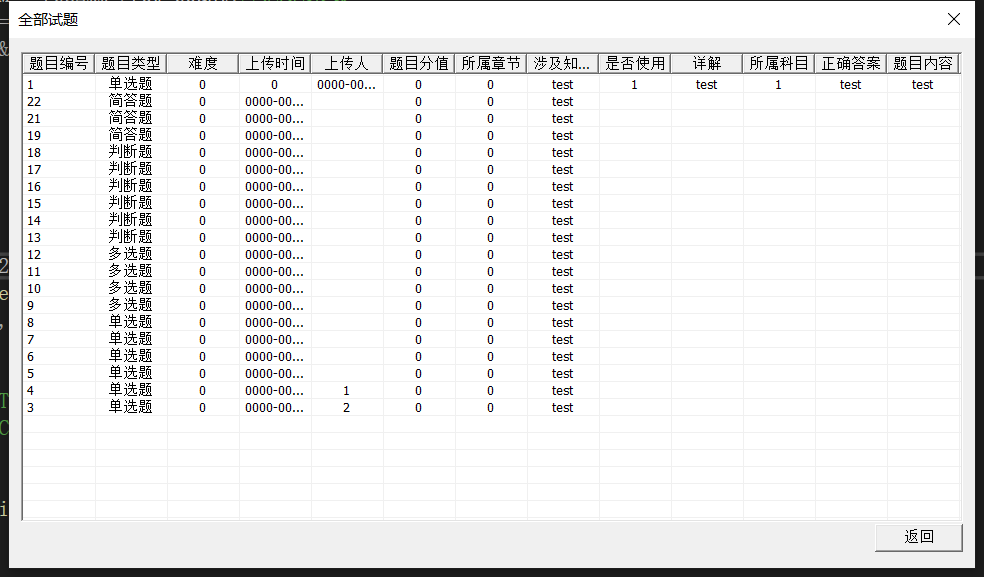 全部试题
题目编号 题目类型 难度 上传时间 上传人 题目分值 所属章节 涉及知... 是否使用 详解 所属科目 正确答案 题目内容
1 单选题 0 0 0000-00... 0 0 test 1 test 1 test test
22 简答题 0 0000-00... 0 0 test
21 简答题 0 0000-00... 0 0 test
19 简答题 0 0000-00... 0 0 test
18 判断题 0 0000-00... 0 0 test
17 判断题 0 0000-00... 0 0 test
16 判断题 0 0000-00... 0 0 test
15 判断题 0 0000-00... 0 0 test
14 判断题 0 0000-00... 0 0 test
13 判断题 0 0000-00... 0 0 test
12 多选题 0 0000-00... 0 0 test
11 多选题 0 0000-00... 0 0 test
10 多选题 0 0000-00... 0 0 test
9 多选题 0 0000-00... 0 0 test
8 单选题 0 0000-00... 0 0 test
7 单选题 0 0000-00... 0 0 test
6 单选题 0 0000-00... 0 0 test
5 单选题 0 0000-00... 0 0 test
4 单选题 0 0000-00... 1 0 0 test
3 单选题 0 0000-00... 2 0 0 test
返回